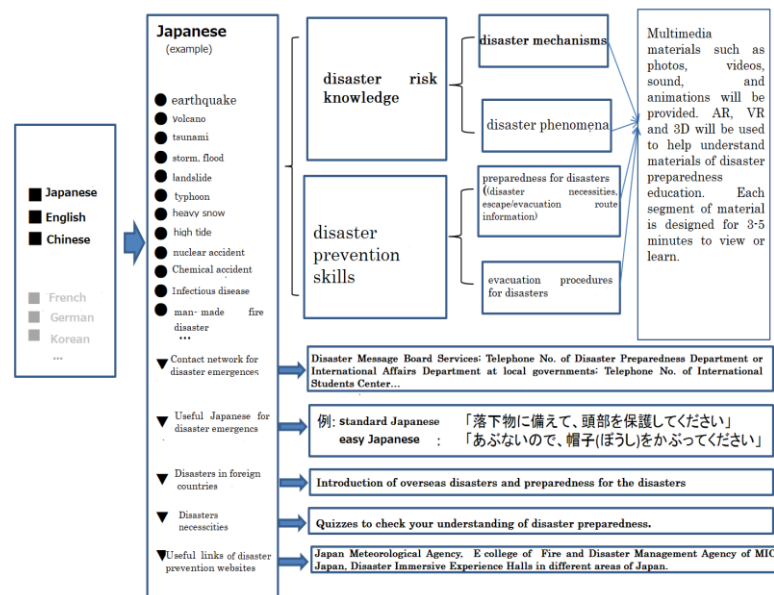 Japanese
English
Chinese
French
German
Korean
...
Japanese
(example)
earthquake
volcano
tsunami
storm, flood
landslide
typhoon
heavy snow
high tide
nuclear accident
Chemical accident
Infectious disease
man- made fire
disaster
...
Contact network for
disaster emergences
Useful Japanese for
disaster emergencs
Disasters in foreign
countries
Disasters
necesscities
Useful links of disaster
prevention websites
disaster risk
knowledge
disaster
prevention
skills
disaster mechanisms
disaster phenomena
preparedness for disasters
((disaster necessities,
escape/evacuation route
information)
evacuation procedures
for disasters
Multimedia
materials such as
photos, videos,
sound, and
animations will be
provided. AR, VR
and 3D will be used
to help understand
materials of disaster
preparedness
education. Each
segment of material
is designed for 3-5
minutes to view or
learn.
Disaster Message Board Services; Telephone No. of Disaster Preparedness Department or
International Affairs Department at local governments; Telephone No. of International
Students Center...
例: standard Japanese 「落下物に備えて、頭部を保護してください」
easy Japanese : 「あぶないので、帽子(ぼうし)をかぶってください」
Introduction of overseas disasters and preparedness for the disasters
Quizzes to check your understanding of disaster preparedness.
Japan Meteorological Agency, E college of Fire and Disaster Management Agency of MIC
Japan, Disaster Immersive Experience Halls in different areas of Japan.